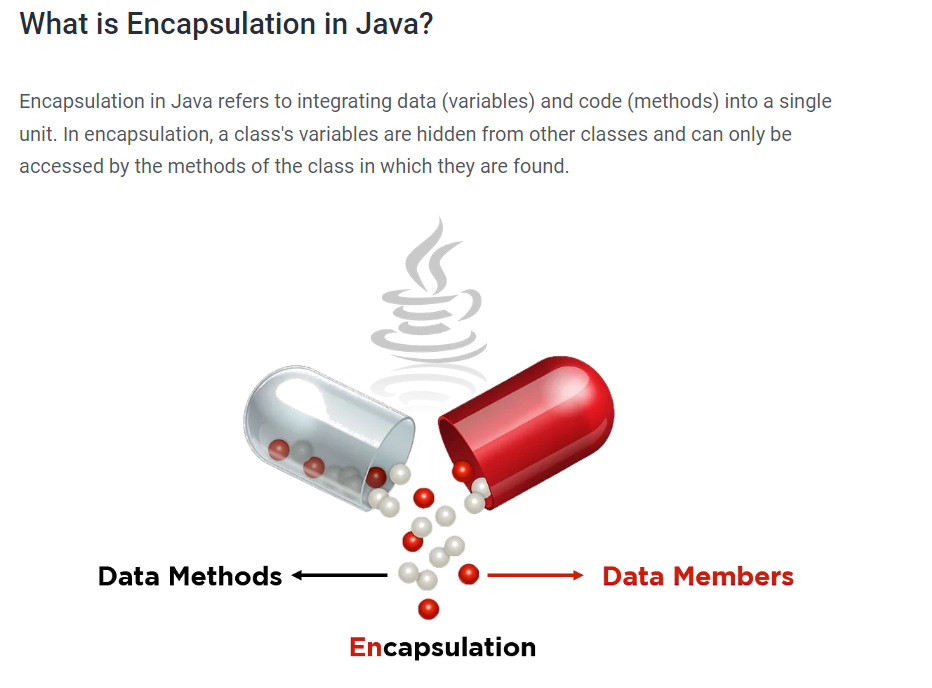 What is Encapsulation in Java?
Encapsulation in Java refers to integrating data (variables) and code (methods) into a single
unit. In encapsulation, a class's variables are hidden from other classes and can only be
accessed by the methods of the class in which they are found.
Data Methods
Data Members
Encapsulation